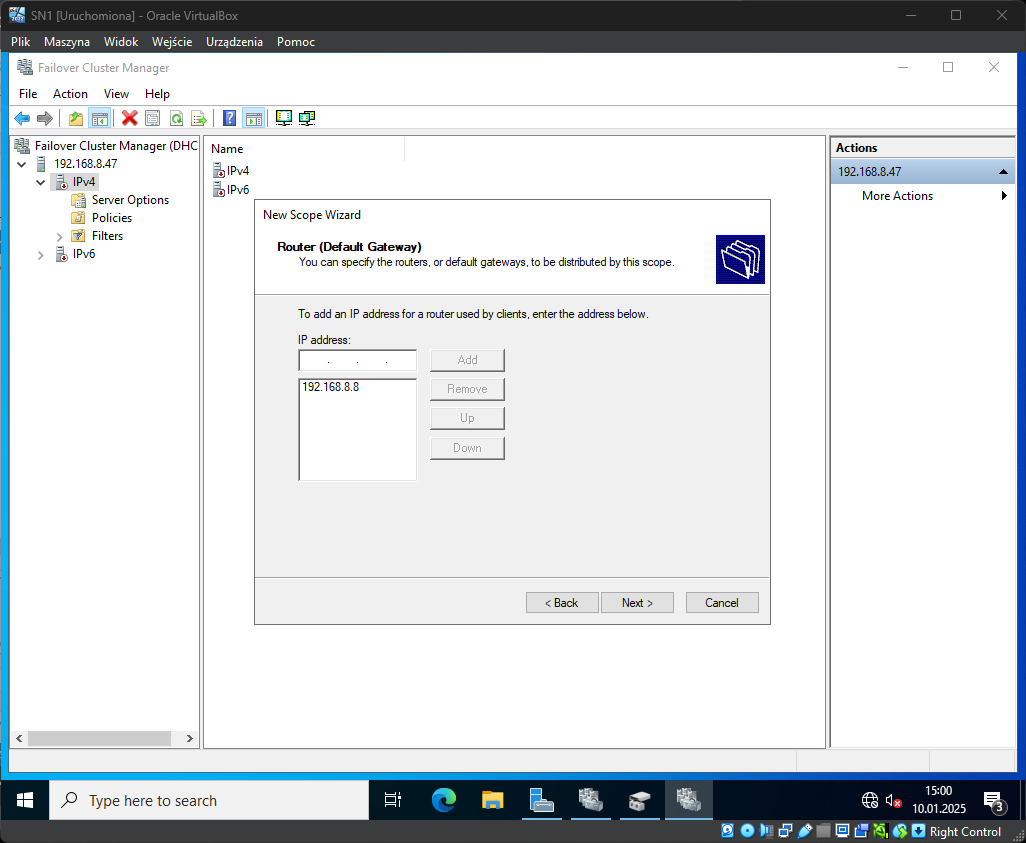 SN1 [Uruchomiona] - Oracle VirtualBox
Plik Maszyna Widok Wejście Urządzenia Pomoc
Failover Cluster Manager
File Action View Help
Failover Cluster Manager (DHC
192.168.8.47
IPv4
Server Options
Policies
Filters
IPv6
Name
IPv4
IPv6
New Scope Wizard
Router (Default Gateway)
You can specify the routers, or default gateways, to be distributed by this scope.
To add an IP address for a router used by clients, enter the address below.
IP address:
. . .
Add
192.168.8.8
Remove
Up
Down
< Back Next > Cancel
Actions
192.168.8.47
More Actions
Type here to search
15:00
10.01.2025
3
Right Control